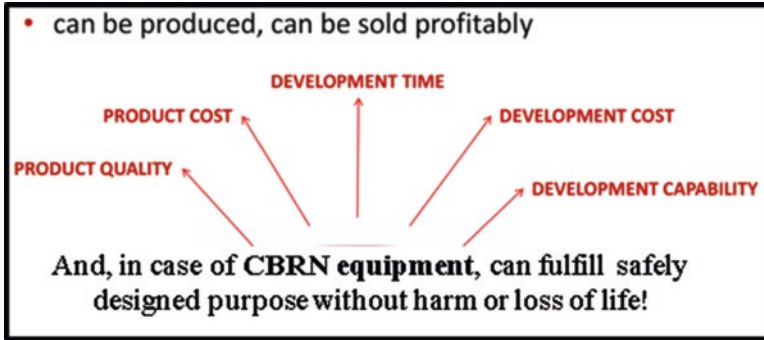 • can be produced, can be sold profitably
DEVELOPMENT TIME
PRODUCT COST
DEVELOPMENT COST
PRODUCT QUALITY
DEVELOPMENT CAPABILITY
And, in case of CBRN equipment, can fulfill safely
designed purpose without harm or loss of life!